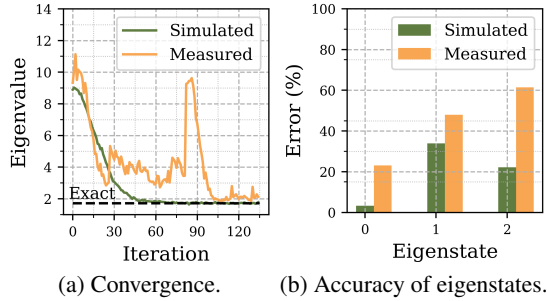 14
12
10
8
6
4
2
Eigenvalue
Simulated
Measured
Exact
0 30 60 90 120
Iteration
(a) Convergence.
100
80
60
40
20
0
Error (%)
Simulated
Measured
0 1 2
Eigenstate
(b) Accuracy of eigenstates.